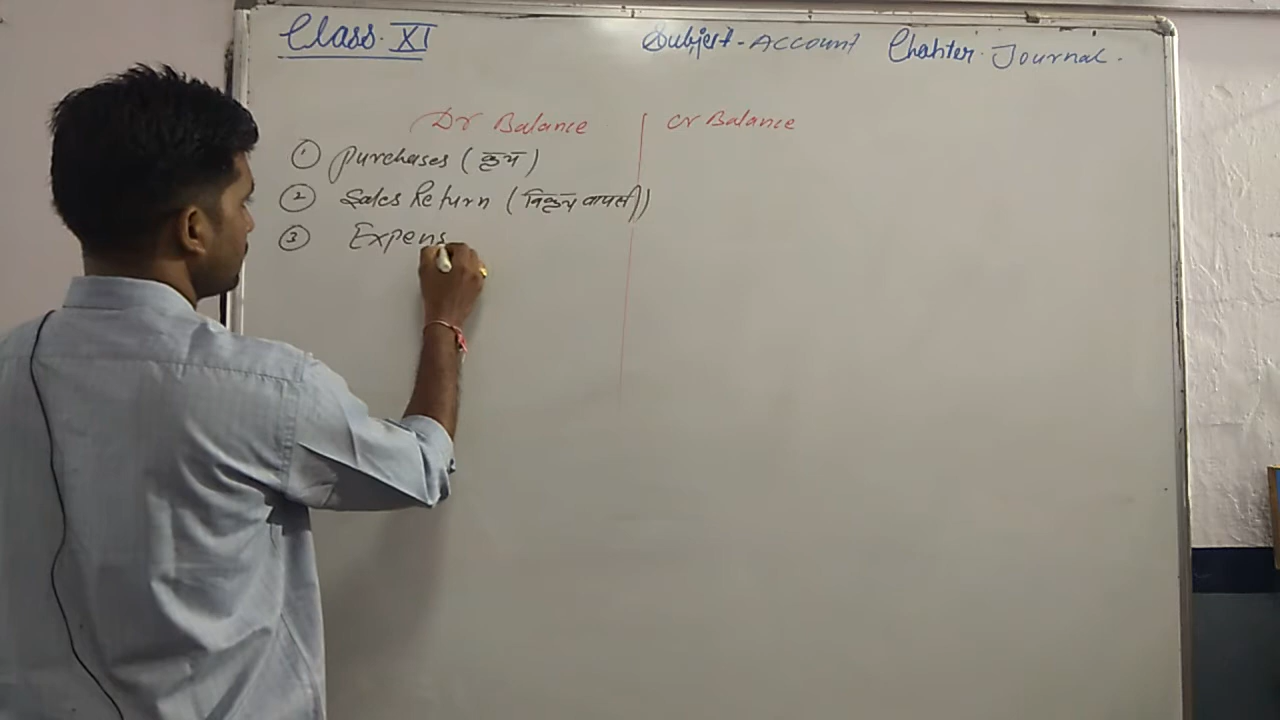 Class. XI Subject - Account Chapter. Journal.
Dr Balance cr Balance
① Purchases (क्रय)
② Sales Return (विक्रय वापसी)
③ Expens